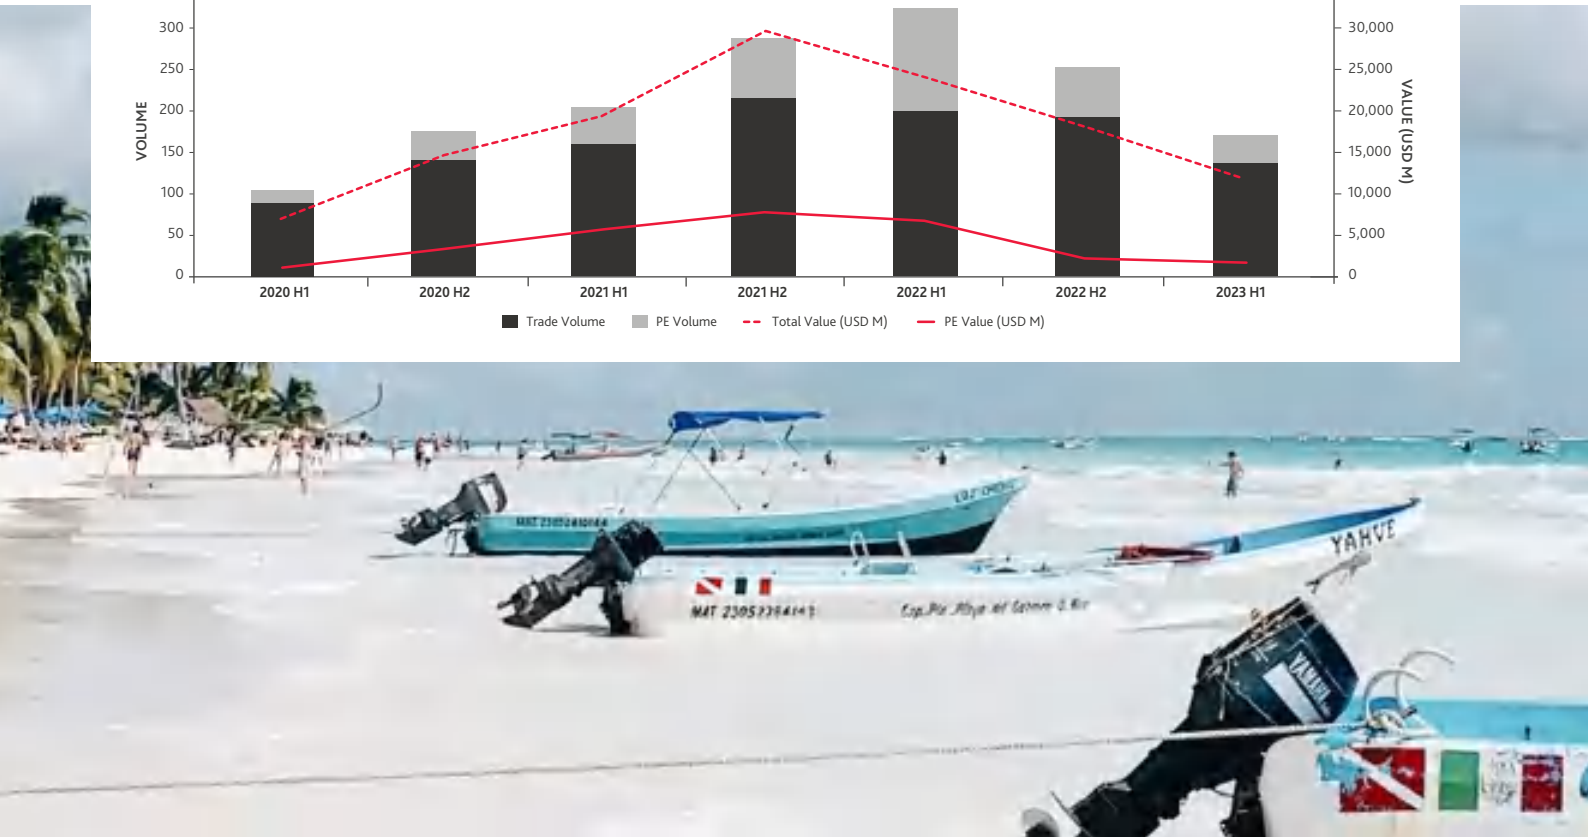 300
250
200
150
100
50
0
VOLUME
30,000
25,000
20,000
15,000
10,000
5,000
0
VALUE (USD M)
2020 H1 2020 H2 2021 H1 2021 H2 2022 H1 2022 H2 2023 H1
Trade Volume PE Volume Total Value (USD M) PE Value (USD M)
YAHVE
MAT
YAMAHA